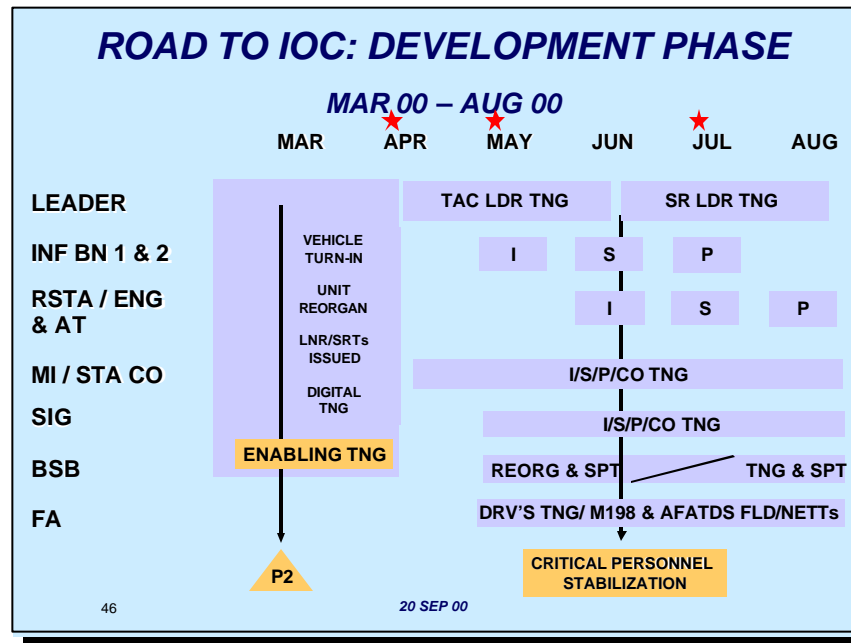 ROAD TO IOC: DEVELOPMENT PHASE
MAR 00 – AUG 00
MAR APR MAY JUN JUL AUG
LEADER
TAC LDR TNG
SR LDR TNG
INF BN 1 & 2
VEHICLE
TURN-IN
I S P
RSTA / ENG
& AT
UNIT
REORGAN
I S P
LNR/SRTs
ISSUED
MI / STA CO
I/S/P/CO TNG
DIGITAL
TNG
SIG
I/S/P/CO TNG
ENABLING TNG
BSB
REORG & SPT
TNG & SPT
FA
DRV'S TNG/ M198 & AFATDS FLD/NETTs
P2
CRITICAL PERSONNEL
STABILIZATION
46
20 SEP 00